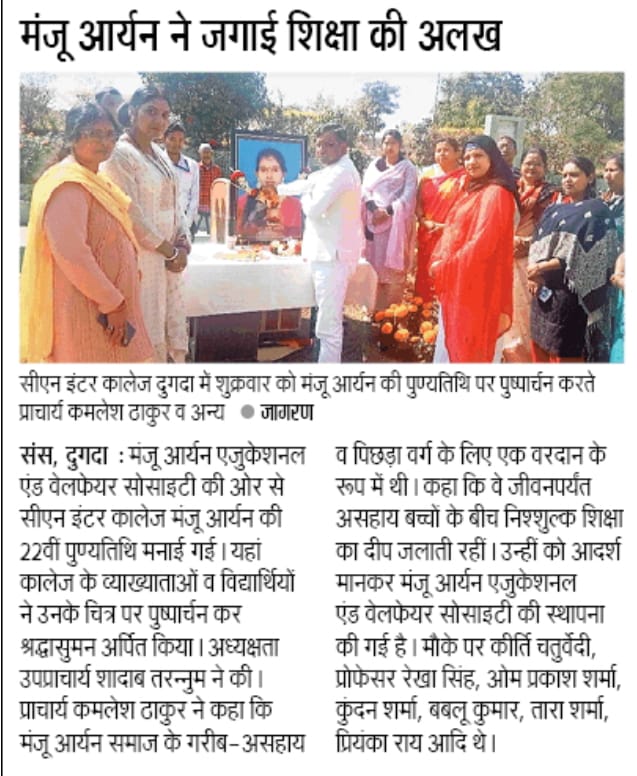 मंजू आर्यन ने जगाई शिक्षा की अलख
सीएन इंटर कालेज दुगदा में शुक्रवार को मंजू आर्यन की पुण्यतिथि पर पुष्पार्चन करते
प्राचार्य कमलेश ठाकुर व अन्य ● जागरण
संस, दुगदा : मंजू आर्यन एजुकेशनल
एंड वेलफेयर सोसाइटी की ओर से
सीएन इंटर कालेज मंजू आर्यन की
22वीं पुण्यतिथि मनाई गई। यहां
कालेज के व्याख्याताओं व विद्यार्थियों
ने उनके चित्र पर पुष्पार्चन कर
श्रद्धासुमन अर्पित किया। अध्यक्षता
उपप्राचार्य शादाब तरन्नुम ने की।
प्राचार्य कमलेश ठाकुर ने कहा कि
मंजू आर्यन समाज के गरीब-असहाय
व पिछड़ा वर्ग के लिए एक वरदान के
रूप में थी। कहा कि वे जीवनपर्यंत
असहाय बच्चों के बीच निश्शुल्क शिक्षा
का दीप जलाती रहीं। उन्हीं को आदर्श
मानकर मंजू आर्यन एजुकेशनल
एंड वेलफेयर सोसाइटी की स्थापना
की गई है। मौके पर कीर्ति चतुर्वेदी,
प्रोफेसर रेखा सिंह, ओम प्रकाश शर्मा,
कुंदन शर्मा, बबलू कुमार, तारा शर्मा,
प्रियंका राय आदि थे।